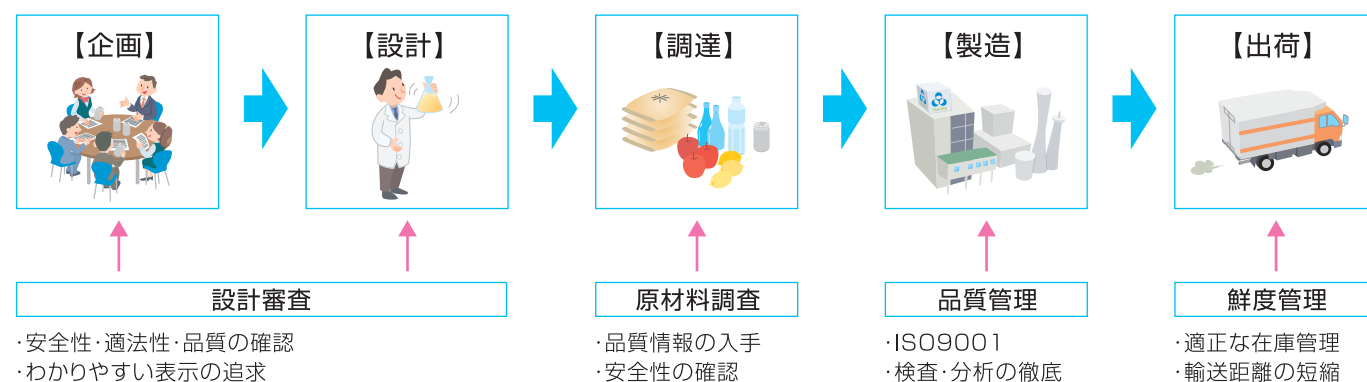 【企画】
【設計】
【調達】
【製造】
【出荷】
設計審査
原材料調査
品質管理
鮮度管理
・安全性・適法性・品質の確認
・わかりやすい表示の追求
・品質情報の入手
・安全性の確認
・ISO9001
・検査・分析の徹底
・適正な在庫管理
・輸送距離の短縮